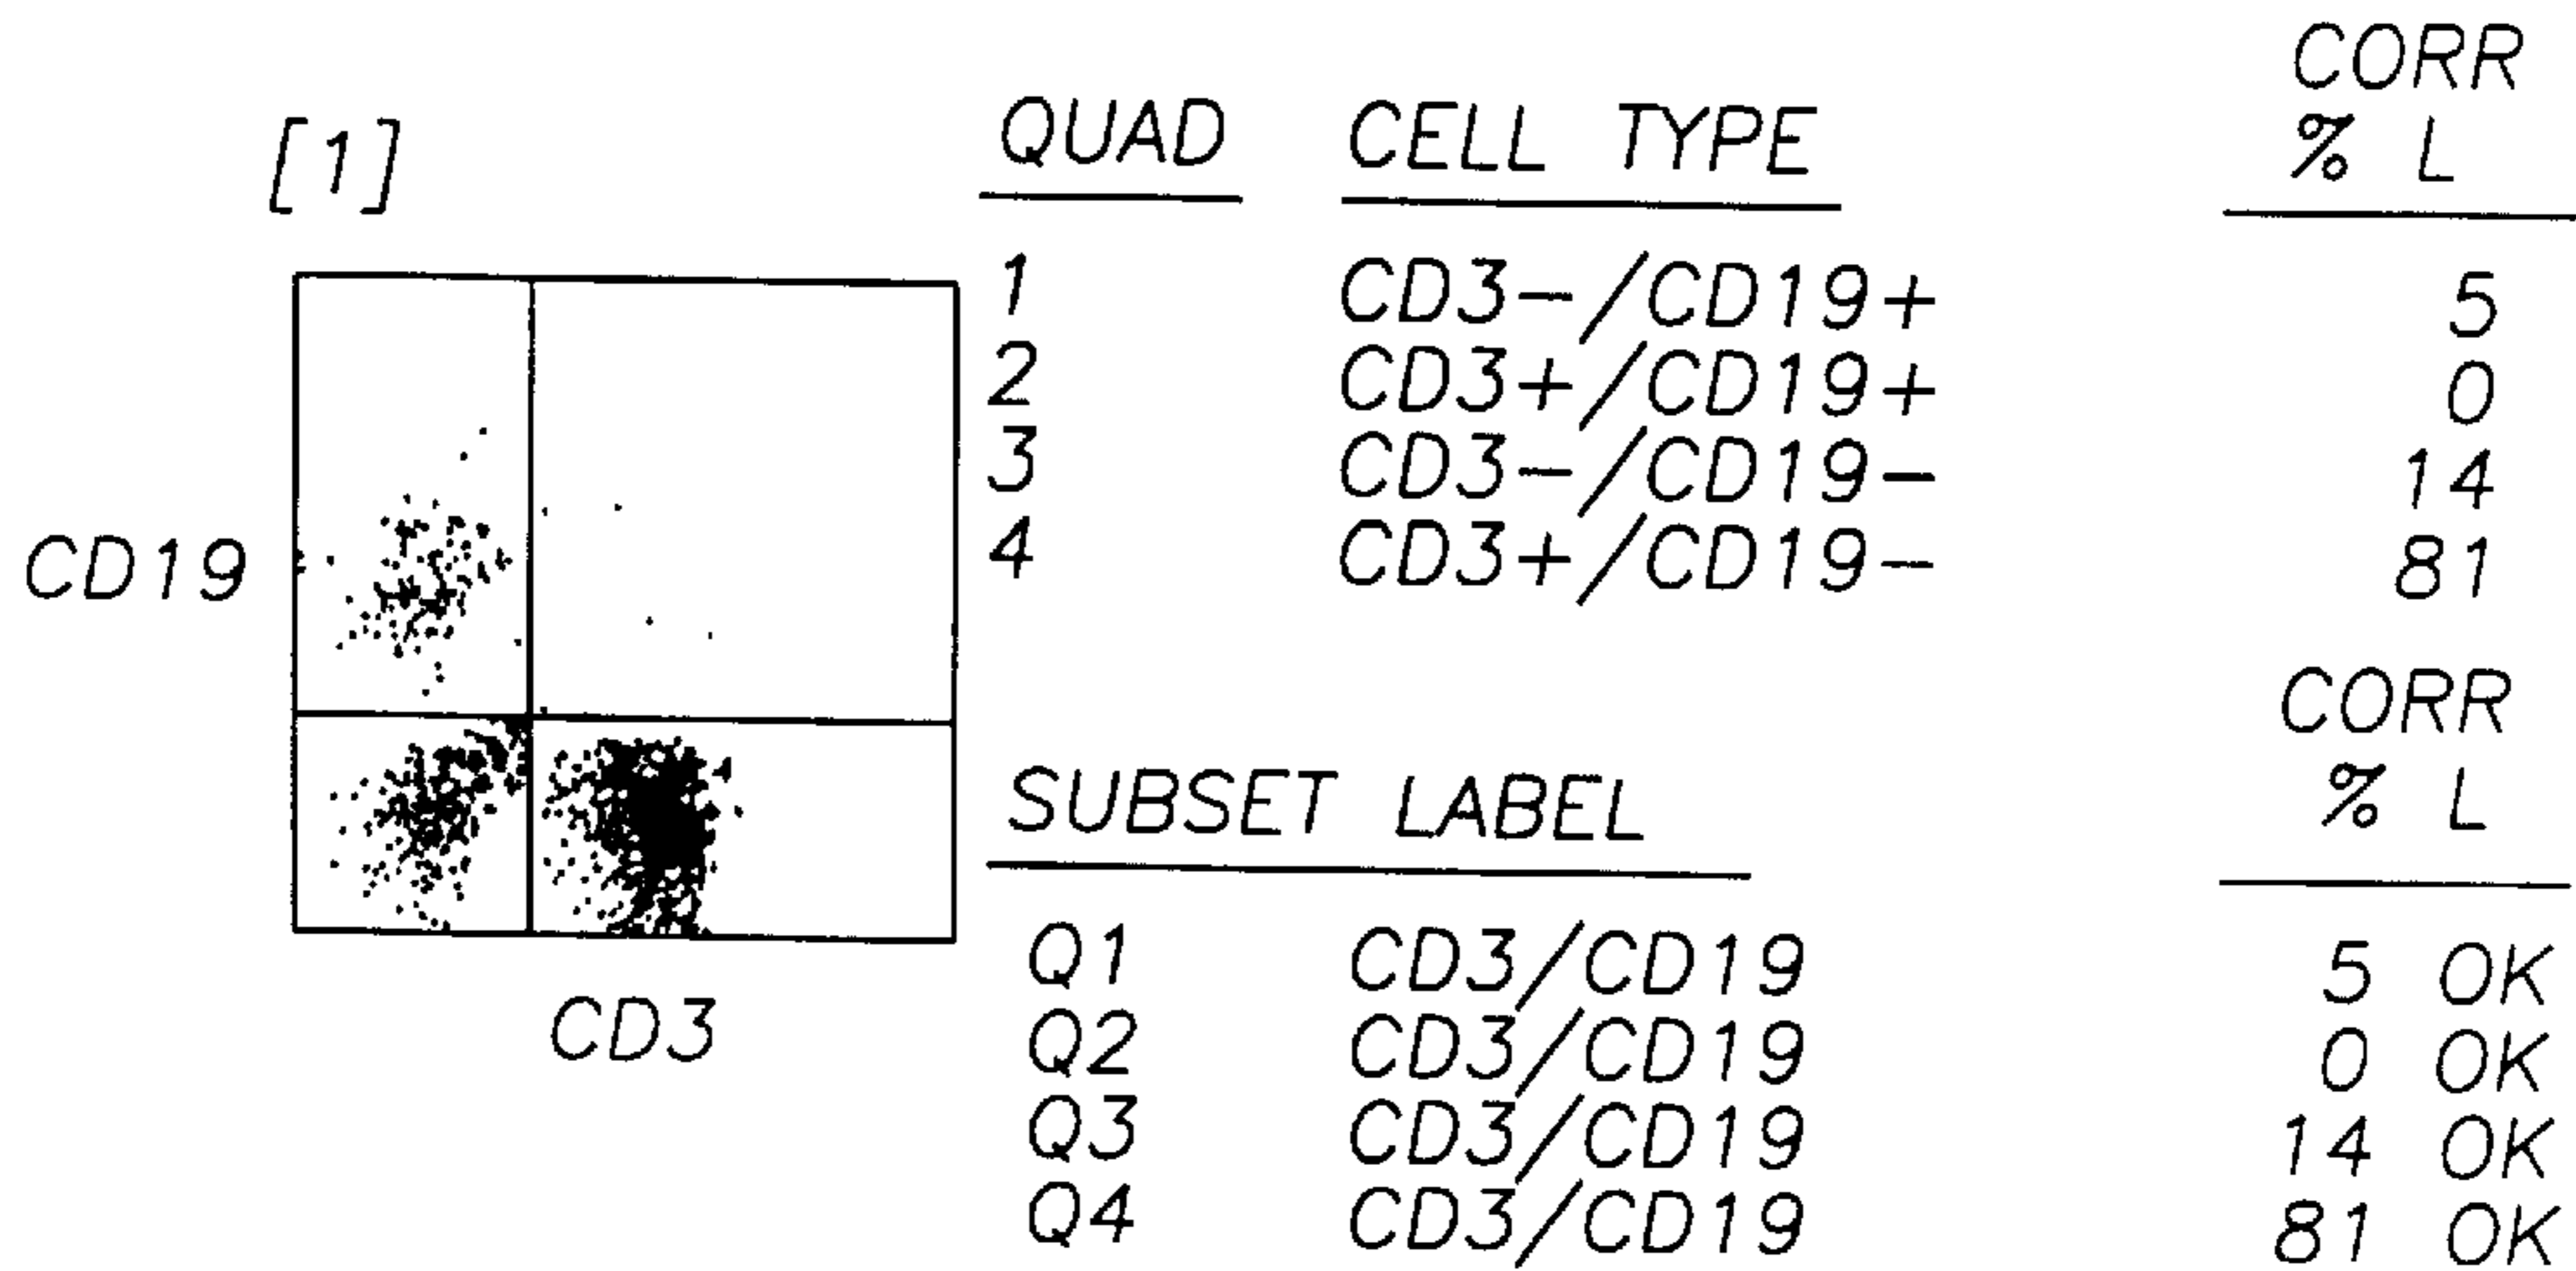 [1]
CD19
CD3
QUAD CELL TYPE CORR % L
1 CD3-/CD19+ 5
2 CD3+/CD19+ 0
3 CD3-/CD19- 14
4 CD3+/CD19- 81
SUBSET LABEL CORR % L
Q1 CD3/CD19 5 OK
Q2 CD3/CD19 0 OK
Q3 CD3/CD19 14 OK
Q4 CD3/CD19 81 OK